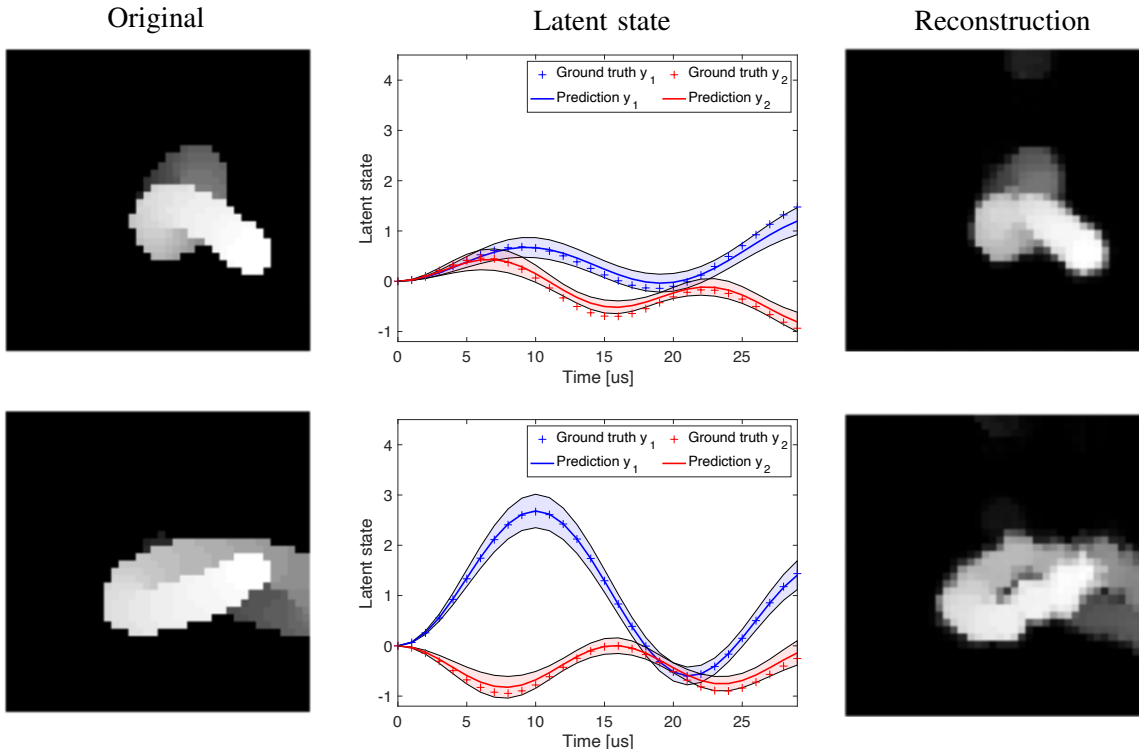 Original Latent state Reconstruction
Ground truth y1 Ground truth y2
Prediction y1 Prediction y2
4
3
2
1
0
-1
Latent state
0 5 10 15 20 25
Time [us]
Ground truth y1 Ground truth y2
Prediction y1 Prediction y2
4
3
2
1
0
-1
Latent state
0 5 10 15 20 25
Time [us]